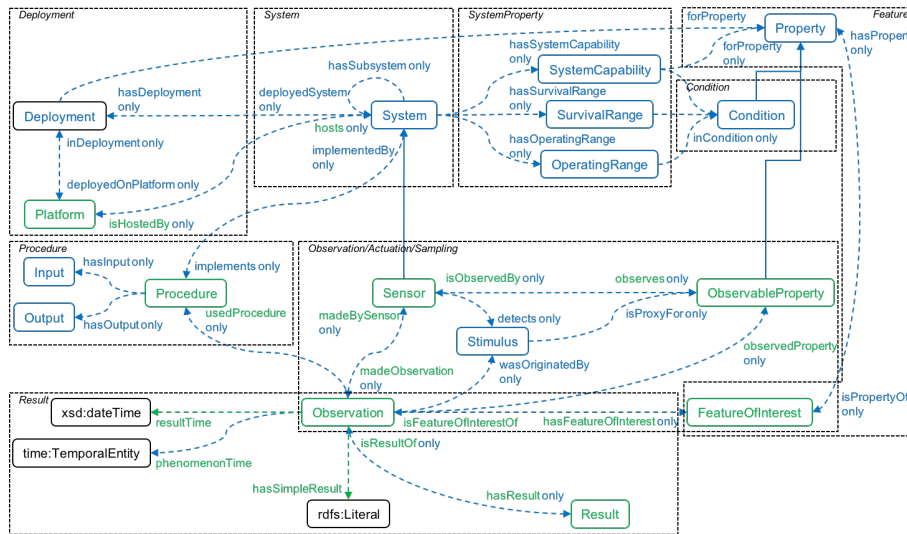 Deployment
System
SystemProperty
Feature
forProperty
only
Property
hasProperty
only
hasSubsystem only
hasSystemCapability
only
SystemCapability
forProperty
only
hasDeployment
only
deployedSystem
only
hasSurvivalRange
only
Condition
Deployment
System
SurvivalRange
Condition
hosts only
inDeployment only
implementedBy
only
hasOperatingRange
only
inCondition only
OperatingRange
deployedOnPlatform only
Platform
isHostedBy only
Procedure
Observation/Actuation/Sampling
Input
hasInput only
implements only
isObservedBy only
observes only
Procedure
Sensor
ObservableProperty
Output
hasOutput only
usedProcedure
only
madeBySensor
only
detects only
isProxyFor only
Stimulus
madeObservation
only
wasOriginatedBy
only
observedProperty
only
Result
isPropertyOf
only
xsd:dateTime
Observation
FeatureOfInterest
resultTime
isFeatureOfInterestOf
only
hasFeatureOfInterest only
isResultOf only
time:TemporalEntity
phenomenonTime
hasSimpleResult
hasResult only
rdfs:Literal
Result